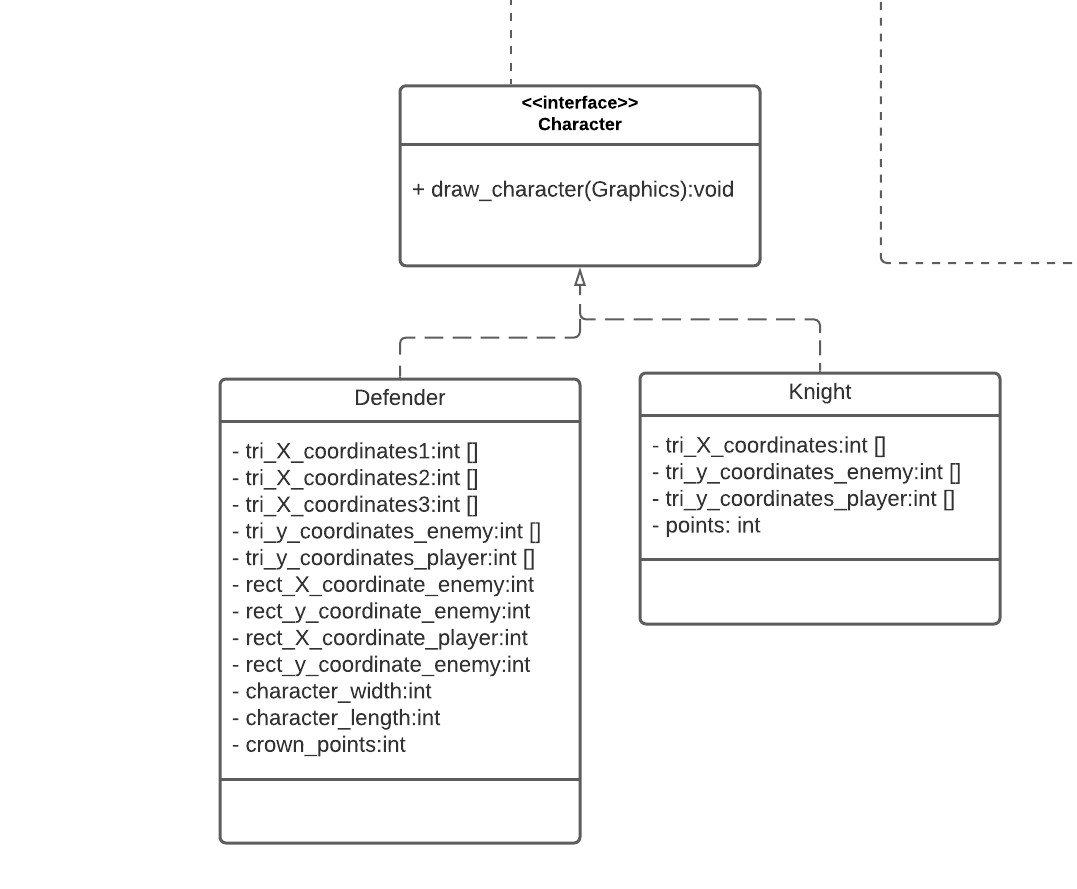 <<interface>>
Character
+ draw_character(Graphics):void
Defender
- tri_X_coordinates1:int []
- tri_X_coordinates2:int []
- tri_X_coordinates3:int []
- tri_y_coordinates_enemy:int []
- tri_y_coordinates_player:int []
- rect_X_coordinate_enemy:int
- rect_y_coordinate_enemy:int
- rect_X_coordinate_player:int
- rect_y_coordinate_enemy:int
- character_width:int
- character_length:int
- crown_points:int
Knight
- tri_X_coordinates:int []
- tri_y_coordinates_enemy:int []
- tri_y_coordinates_player:int []
- points: int